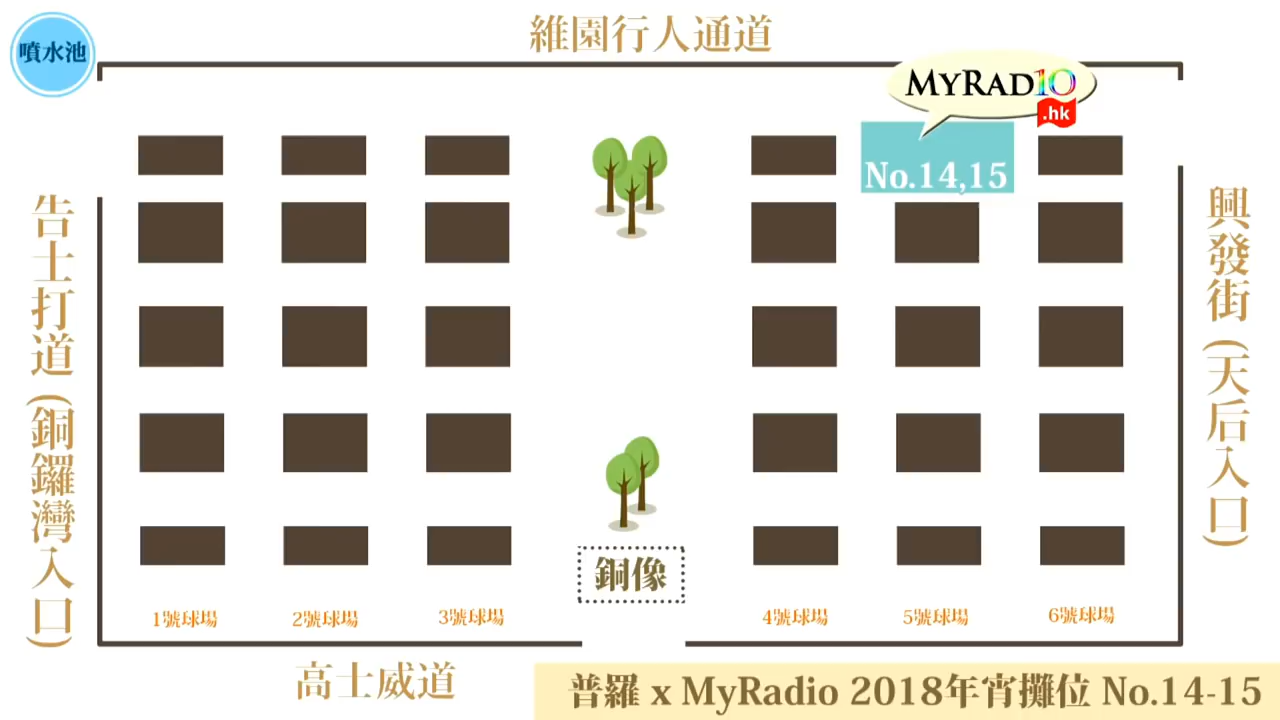 維園行人通道
噴水池
MYRADIO
.hk
No.14,15
告士打道 (銅鑼灣入口)
興發街 (天后入口)
銅像
1號球場
2號球場
3號球場
4號球場
5號球場
6號球場
高士威道
普羅 x MyRadio 2018年宵攤位 No.14-15